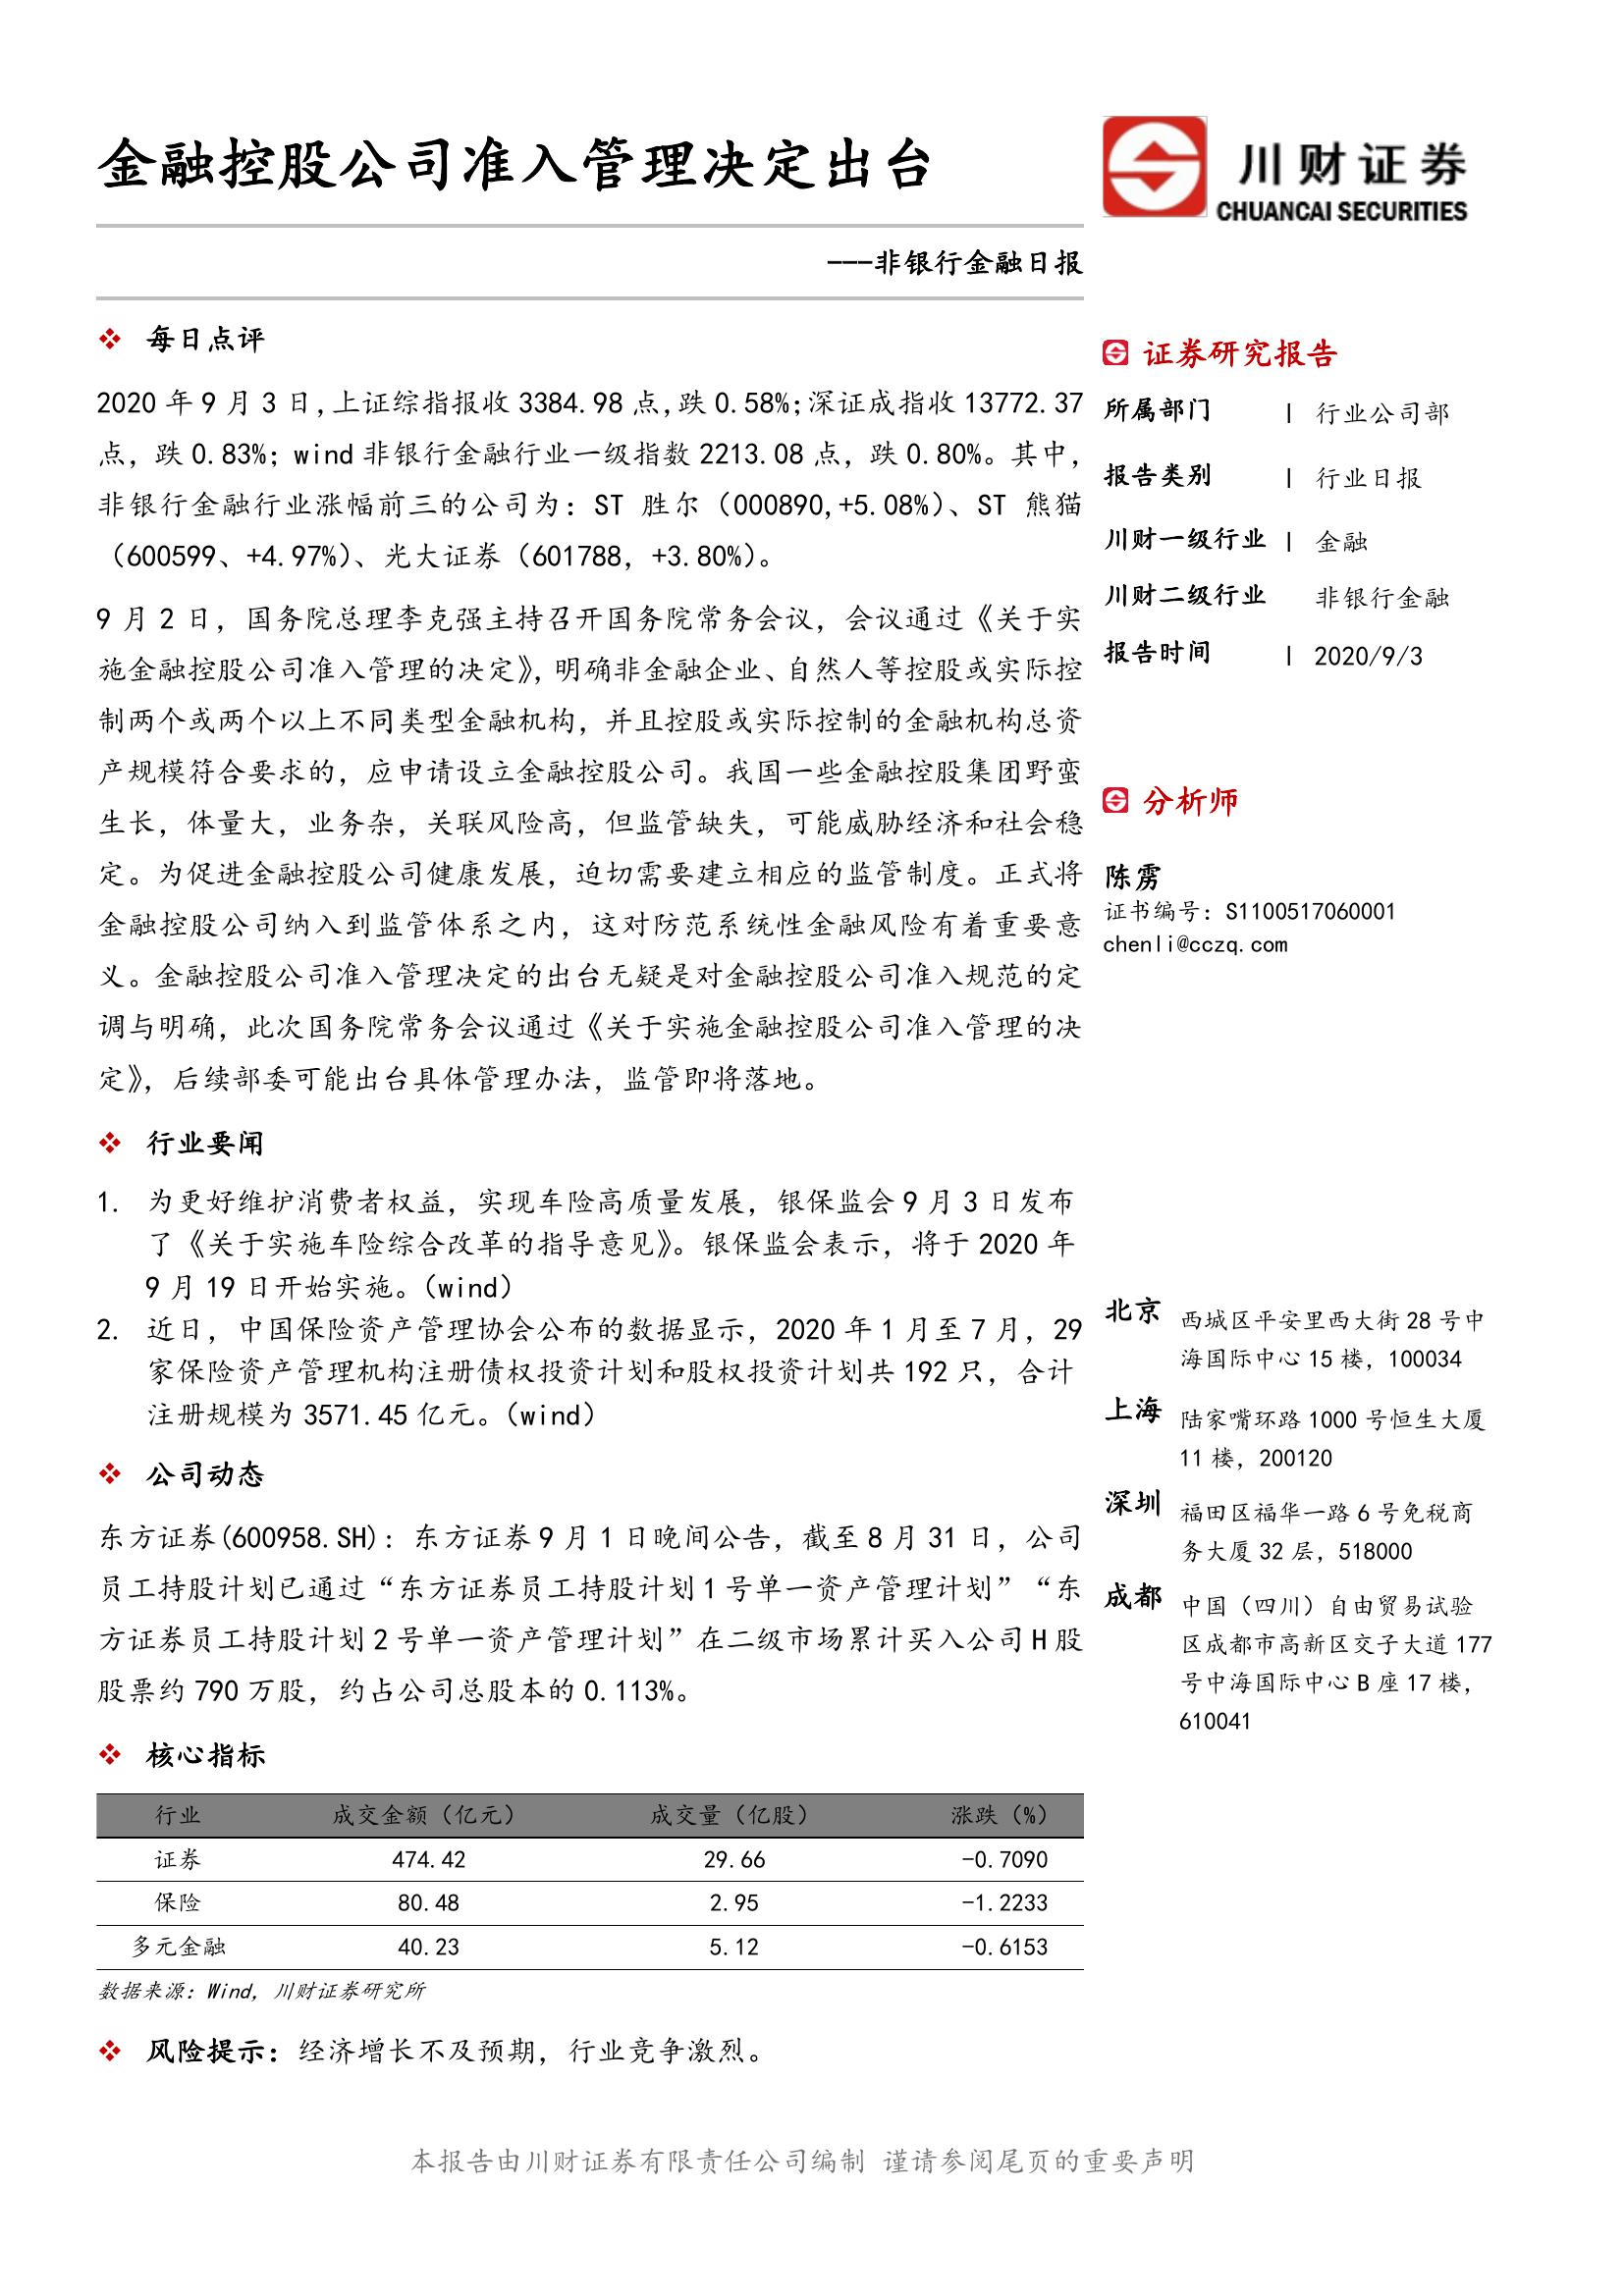 金融控股公司准入管理决定出台
川财证券
CHUANCAI SECURITIES
---非银行金融日报
每日点评
2020 年 9 月 3 日,上证综指报收 3384.98 点,跌 0.58%;深证成指收 13772.37
点，跌 0.83%；wind 非银行金融行业一级指数 2213.08 点，跌 0.80%。其中，
非银行金融行业涨幅前三的公司为：ST 胜尔（000890,+5.08%）、ST 熊猫
（600599、+4.97%）、光大证券（601788，+3.80%）。
9 月 2 日，国务院总理李克强主持召开国务院常务会议，会议通过《关于实
施金融控股公司准入管理的决定》，明确非金融企业、自然人等控股或实际控
制两个或两个以上不同类型金融机构，并且控股或实际控制的金融机构总资
产规模符合要求的，应申请设立金融控股公司。我国一些金融控股集团野蛮
生长，体量大，业务杂，关联风险高，但监管缺失，可能威胁经济和社会稳
定。为促进金融控股公司健康发展，迫切需要建立相应的监管制度。正式将
金融控股公司纳入到监管体系之内，这对防范系统性金融风险有着重要意
义。金融控股公司准入管理决定的出台无疑是对金融控股公司准入规范的定
调与明确，此次国务院常务会议通过《关于实施金融控股公司准入管理的决
定》，后续部委可能出台具体管理办法，监管即将落地。
行业要闻
1. 为更好维护消费者权益，实现车险高质量发展，银保监会 9 月 3 日发布
了《关于实施车险综合改革的指导意见》。银保监会表示，将于 2020 年
9 月 19 日开始实施。（wind）
2. 近日，中国保险资产管理协会公布的数据显示，2020 年 1 月至 7 月，29
家保险资产管理机构注册债权投资计划和股权投资计划共 192 只，合计
注册规模为 3571.45 亿元。（wind）
公司动态
东方证券(600958.SH)：东方证券 9 月 1 日晚间公告，截至 8 月 31 日，公司
员工持股计划已通过“东方证券员工持股计划 1 号单一资产管理计划”“东
方证券员工持股计划 2 号单一资产管理计划”在二级市场累计买入公司 H 股
股票约 790 万股，约占公司总股本的 0.113%。
核心指标
行业 成交金额（亿元） 成交量（亿股） 涨跌（%）
证券 474.42 29.66 -0.7090
保险 80.48 2.95 -1.2233
多元金融 40.23 5.12 -0.6153
数据来源：Wind，川财证券研究所
风险提示：经济增长不及预期，行业竞争激烈。
证券研究报告
所属部门 | 行业公司部
报告类别 | 行业日报
川财一级行业 | 金融
川财二级行业 非银行金融
报告时间 | 2020/9/3
分析师
陈雳
证书编号：S1100517060001
chenli@cczq.com
北京 西城区平安里西大街 28 号中
海国际中心 15 楼，100034
上海 陆家嘴环路 1000 号恒生大厦
11 楼，200120
深圳 福田区福华一路 6 号免税商
务大厦 32 层，518000
成都 中国（四川）自由贸易试验
区成都市高新区交子大道 177
号中海国际中心 B 座 17 楼，
610041
本报告由川财证券有限责任公司编制 谨请参阅尾页的重要声明